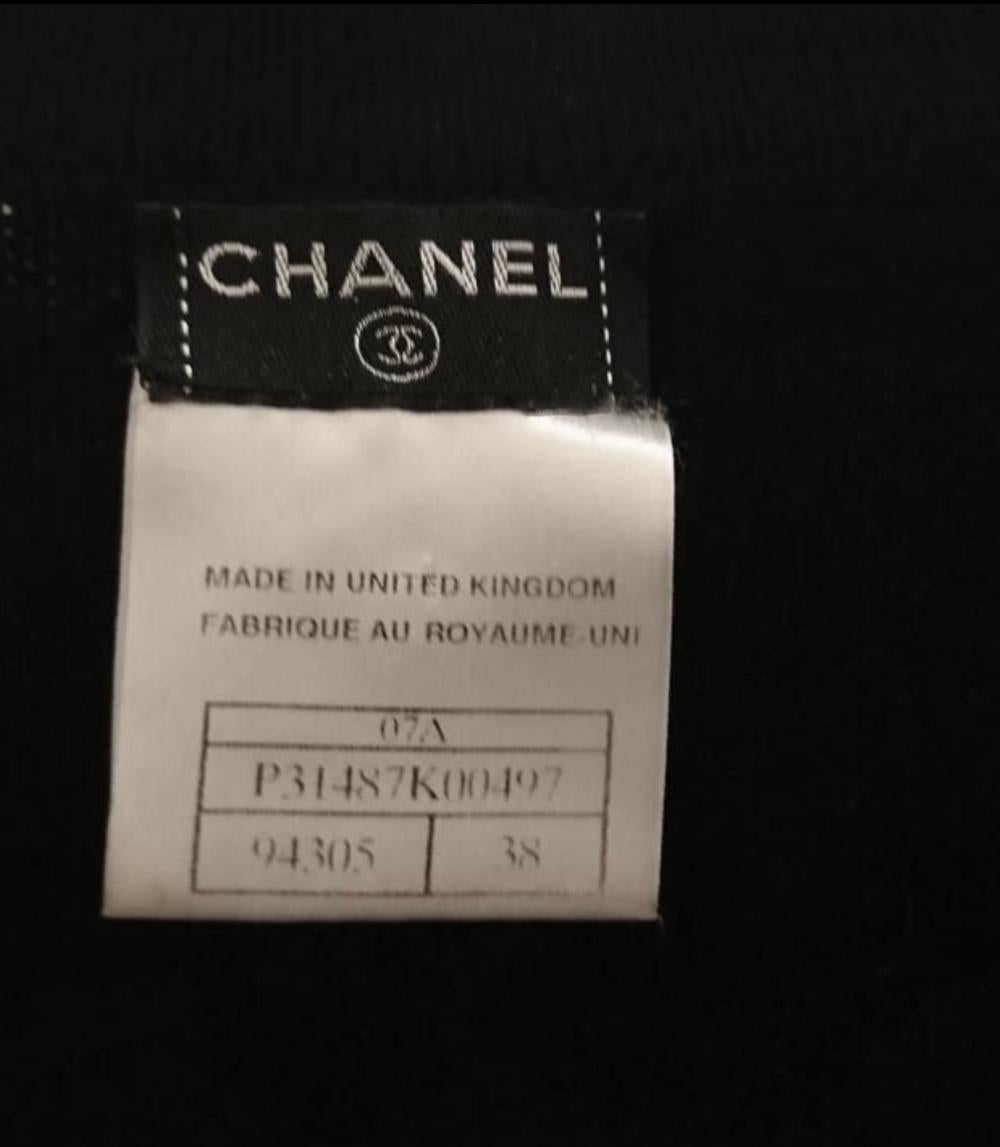 CHANEL
MADE IN UNITED KINGDOM
FABRIQUE AU ROYAUME-UNI
07A
P31487K00497
94305 38